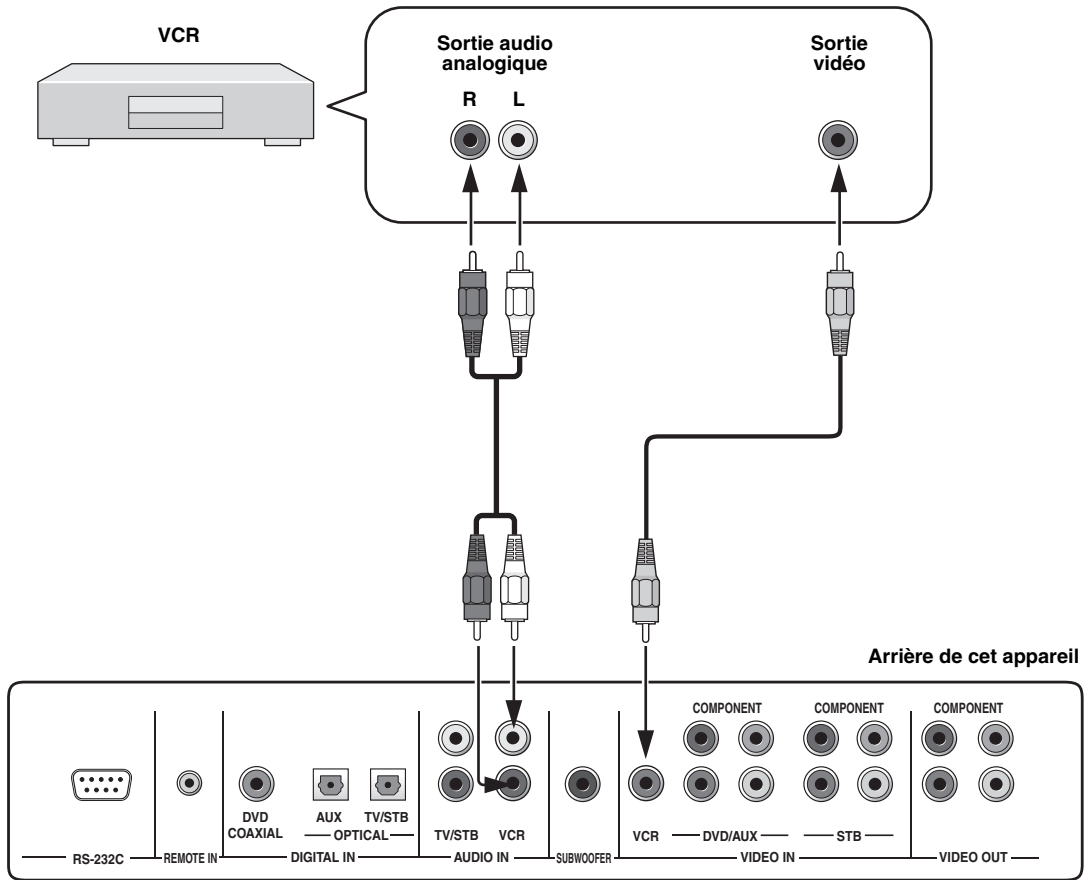 VCR
Sortie audio
analogique
Sortie
vidéo
R L
Arrière de cet appareil
COMPONENT COMPONENT COMPONENT
DVD
COAXIAL
AUX TV/STB
OPTICAL
TV/STB VCR
VCR DVD/AUX STB
RS-232C REMOTE IN DIGITAL IN AUDIO IN SUBWOOFER VIDEO IN VIDEO OUT